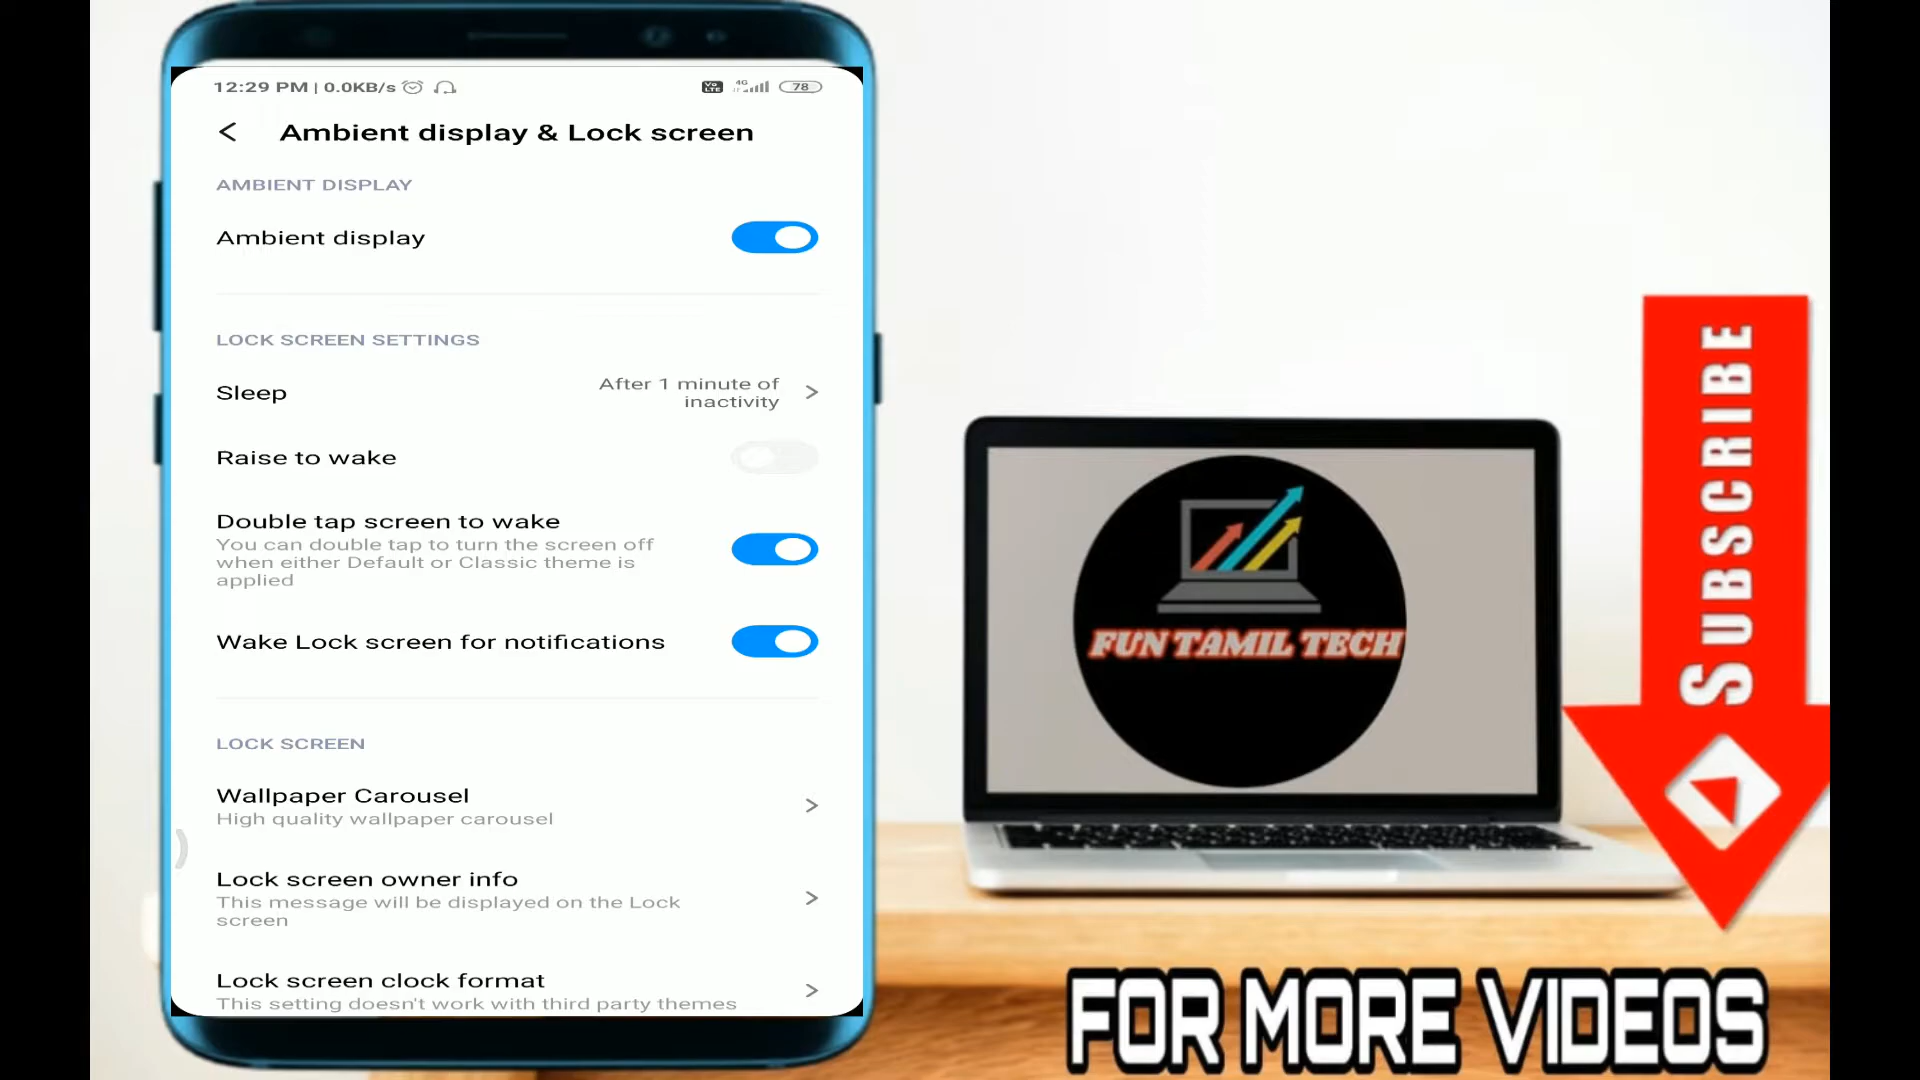 12:29 PM | 0.0KB/s
Vo LTE 4G 78
Ambient display & Lock screen
AMBIENT DISPLAY
Ambient display
LOCK SCREEN SETTINGS
Sleep
After 1 minute of
inactivity
Raise to wake
Double tap screen to wake
You can double tap to turn the screen off
when either Default or Classic theme is
applied
Wake Lock screen for notifications
LOCK SCREEN
Wallpaper Carousel
High quality wallpaper carousel
Lock screen owner info
This message will be displayed on the Lock
screen
Lock screen clock format
This setting doesn't work with third party themes
FUN TAMIL TECH
SUBSCRIBE
FOR MORE VIDEOS